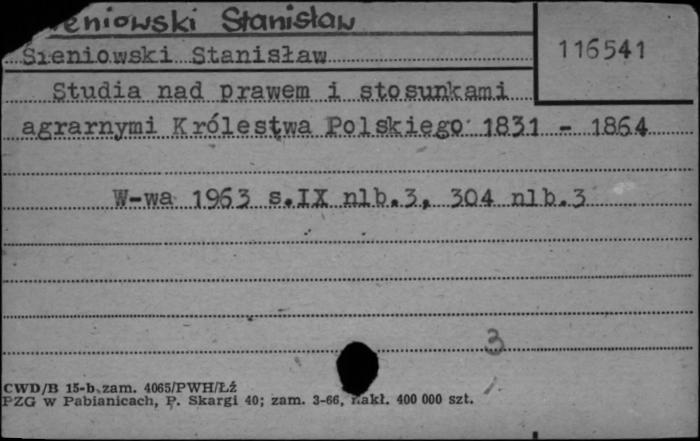 eniowski Stanisław
Sieniowski Stanisław
116541
Studia nad prawem i stosunkami
agrarnymi Królestwa Polskiego 1831 - 1864
W-wa 1963 s.IX nlb.3, 304 nlb.3
3
CWD/B 15-b zam. 4065/PWH/Łź
PZG w Pabianicach, P. Skargi 40; zam. 3-66, nakł. 400 000 szt.